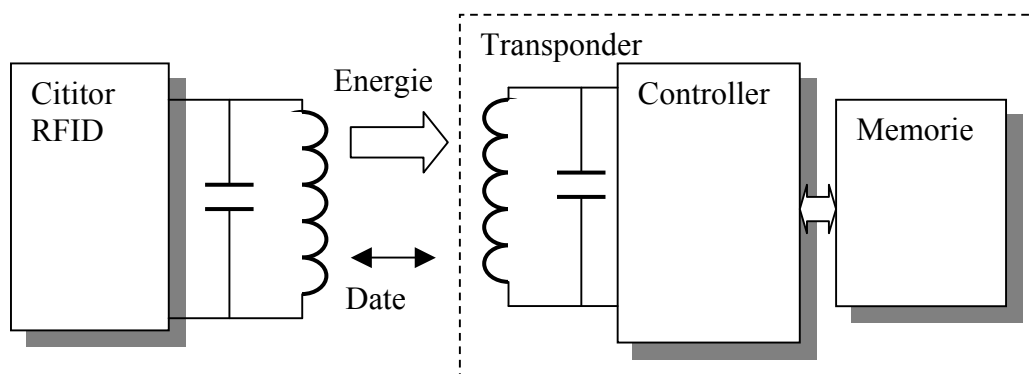 Cititor
RFID
Energie
Date
Transponder
Controller
Memorie